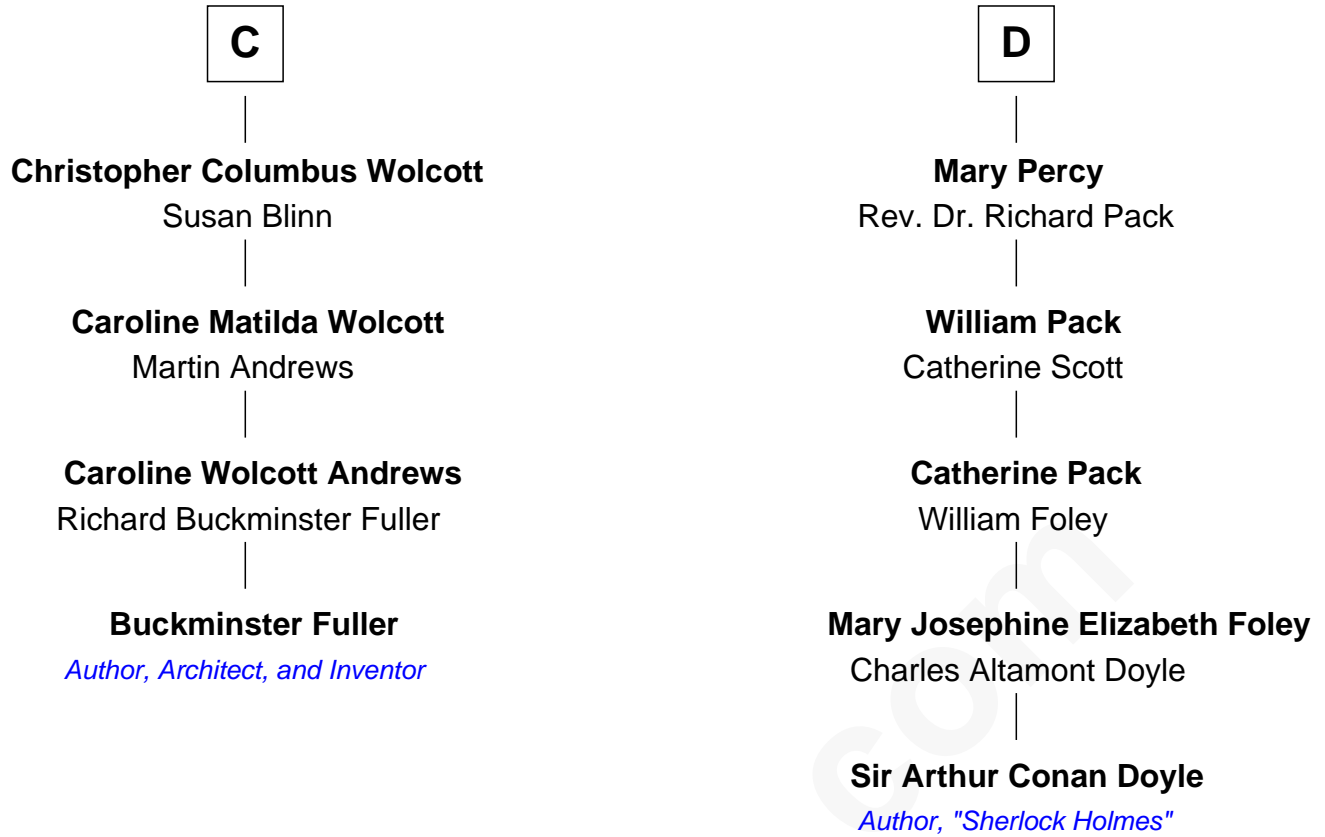 C
Christopher Columbus Wolcott
Susan Blinn
Caroline Matilda Wolcott
Martin Andrews
Caroline Wolcott Andrews
Richard Buckminster Fuller
Buckminster Fuller
Author, Architect, and Inventor
D
Mary Percy
Rev. Dr. Richard Pack
William Pack
Catherine Scott
Catherine Pack
William Foley
Mary Josephine Elizabeth Foley
Charles Altamont Doyle
Sir Arthur Conan Doyle
Author, "Sherlock Holmes"
com